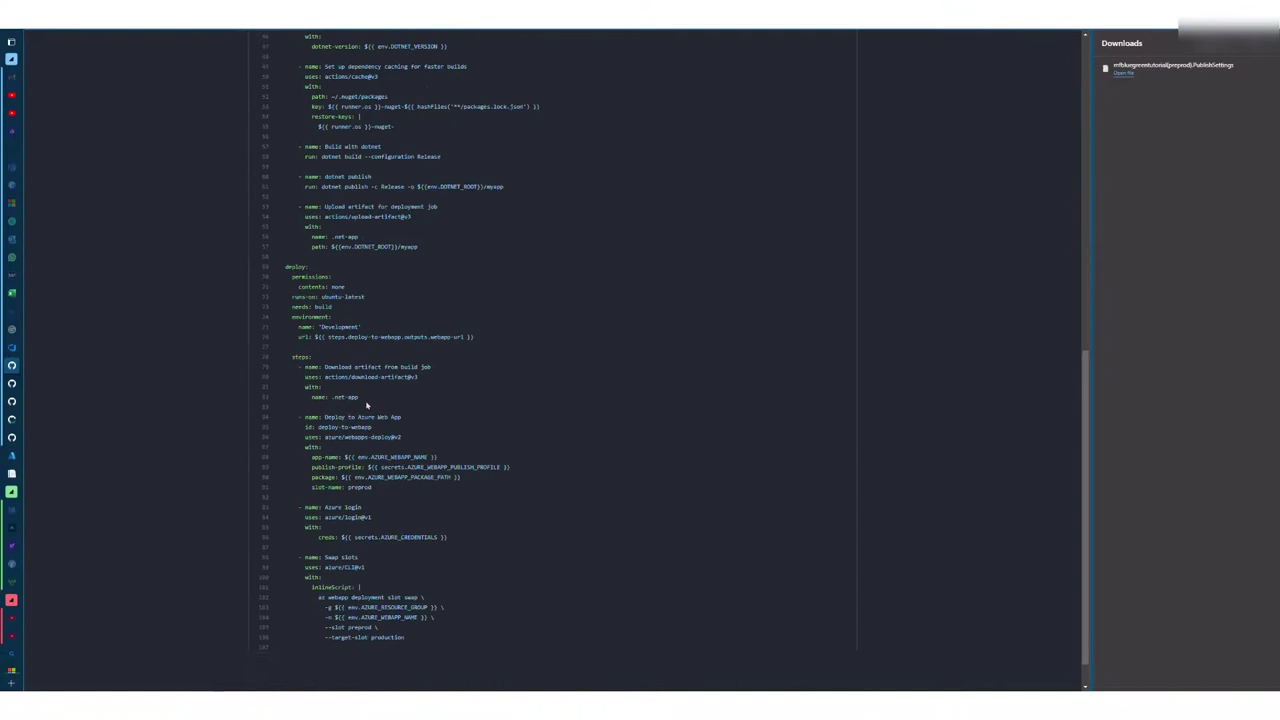 with:
dotnet-version: ${{ env.DOTNET_VERSION }}
- name: Set up dependency caching for faster builds
uses: actions/cache@v3
with:
path: ~/.nuget/packages
key: ${{ runner.os }}-nuget-${{ hashFiles('**/packages.lock.json') }}
restore-keys: |
${{ runner.os }}-nuget-
- name: Build with dotnet
run: dotnet build --configuration Release
- name: dotnet publish
run: dotnet publish -c Release -o ${{env.DOTNET_ROOT}}/myapp
- name: Upload artifact for deployment job
uses: actions/upload-artifact@v3
with:
name: .net-app
path: ${{env.DOTNET_ROOT}}/myapp
deploy:
permissions:
contents: none
runs-on: ubuntu-latest
needs: build
environment:
name: 'Development'
url: ${{ steps.deploy-to-webapp.outputs.webapp-url }}
steps:
- name: Download artifact from build job
uses: actions/download-artifact@v3
with:
name: .net-app
- name: Deploy to Azure Web App
id: deploy-to-webapp
uses: azure/webapps-deploy@v2
with:
app-name: ${{ env.AZURE_WEBAPP_NAME }}
publish-profile: ${{ secrets.AZURE_WEBAPP_PUBLISH_PROFILE }}
package: ${{ env.AZURE_WEBAPP_PACKAGE_PATH }}
slot-name: preprod
- name: Azure login
uses: azure/login@v1
with:
creds: ${{ secrets.AZURE_CREDENTIALS }}
- name: Swap slots
uses: azure/CLI@v1
with:
inlineScript: |
az webapp deployment slot swap \
-g ${{ env.AZURE_RESOURCE_GROUP }} \
-n ${{ env.AZURE_WEBAPP_NAME }} \
--slot preprod \
--target-slot production
Downloads
Open file